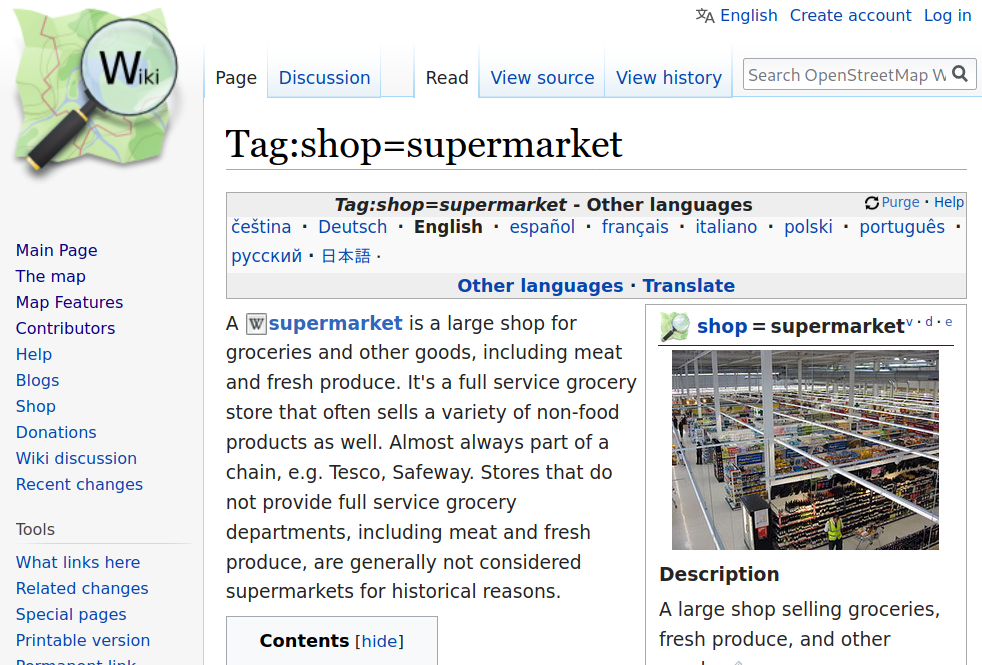 English Create account Log in
Wiki
Page Discussion Read View source View history Search OpenStreetMap W
Tag:shop=supermarket
Tag:shop=supermarket - Other languages Purge · Help
čeština · Deutsch · English · español · français · italiano · polski · português ·
русский · 日本語 ·
Other languages · Translate
Main Page
The map
Map Features
Contributors
Help
Blogs
Shop
Donations
Wiki discussion
Recent changes
Tools
What links here
Related changes
Special pages
Printable version
Permanent link
A W supermarket is a large shop for
groceries and other goods, including meat
and fresh produce. It's a full service grocery
store that often sells a variety of non-food
products as well. Almost always part of a
chain, e.g. Tesco, Safeway. Stores that do
not provide full service grocery
departments, including meat and fresh
produce, are generally not considered
supermarkets for historical reasons.
Contents [hide]
shop = supermarket v · d · e
Description
A large shop selling groceries,
fresh produce, and other